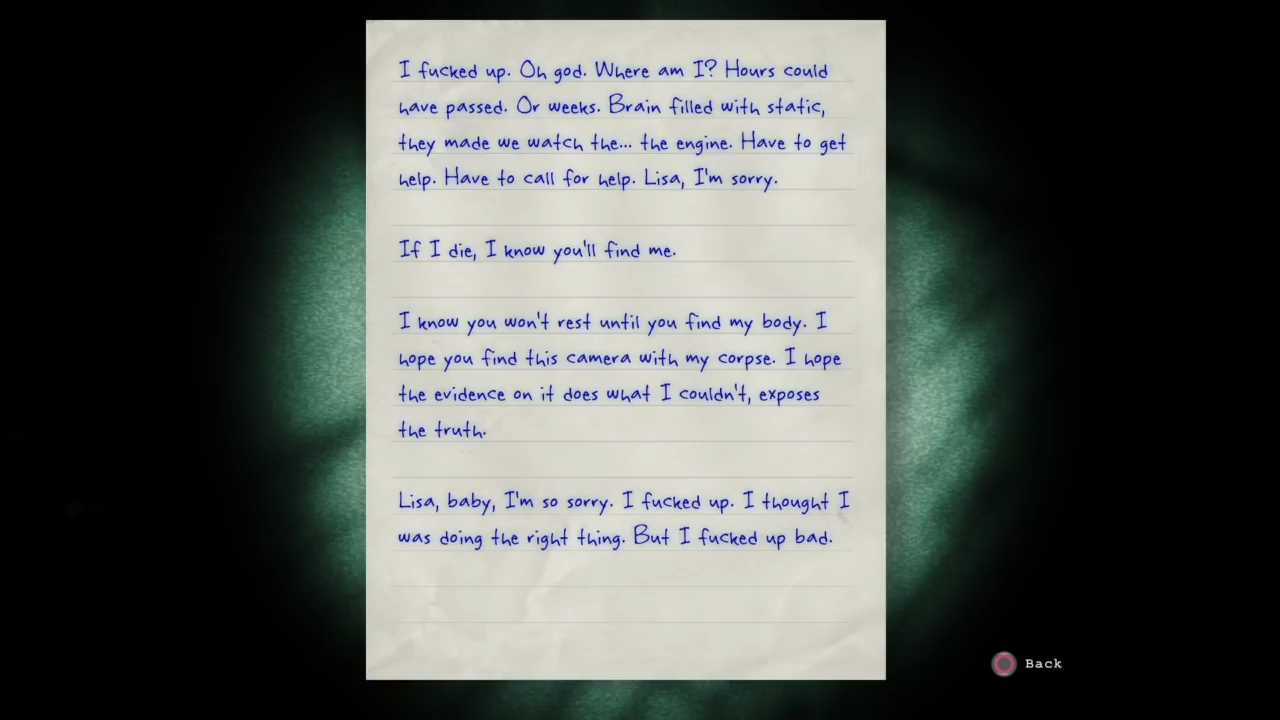 I fucked up. Oh god. Where am I? Hours could
have passed. Or weeks. Brain filled with static,
they made we watch the... the engine. Have to get
help. Have to call for help. Lisa, I'm sorry.
If I die, I know you'll find me.
I know you won't rest until you find my body. I
hope you find this camera with my corpse. I hope
the evidence on it does what I couldn't, exposes
the truth.
Lisa, baby, I'm so sorry. I fucked up. I thought I
was doing the right thing. But I fucked up bad.
Back